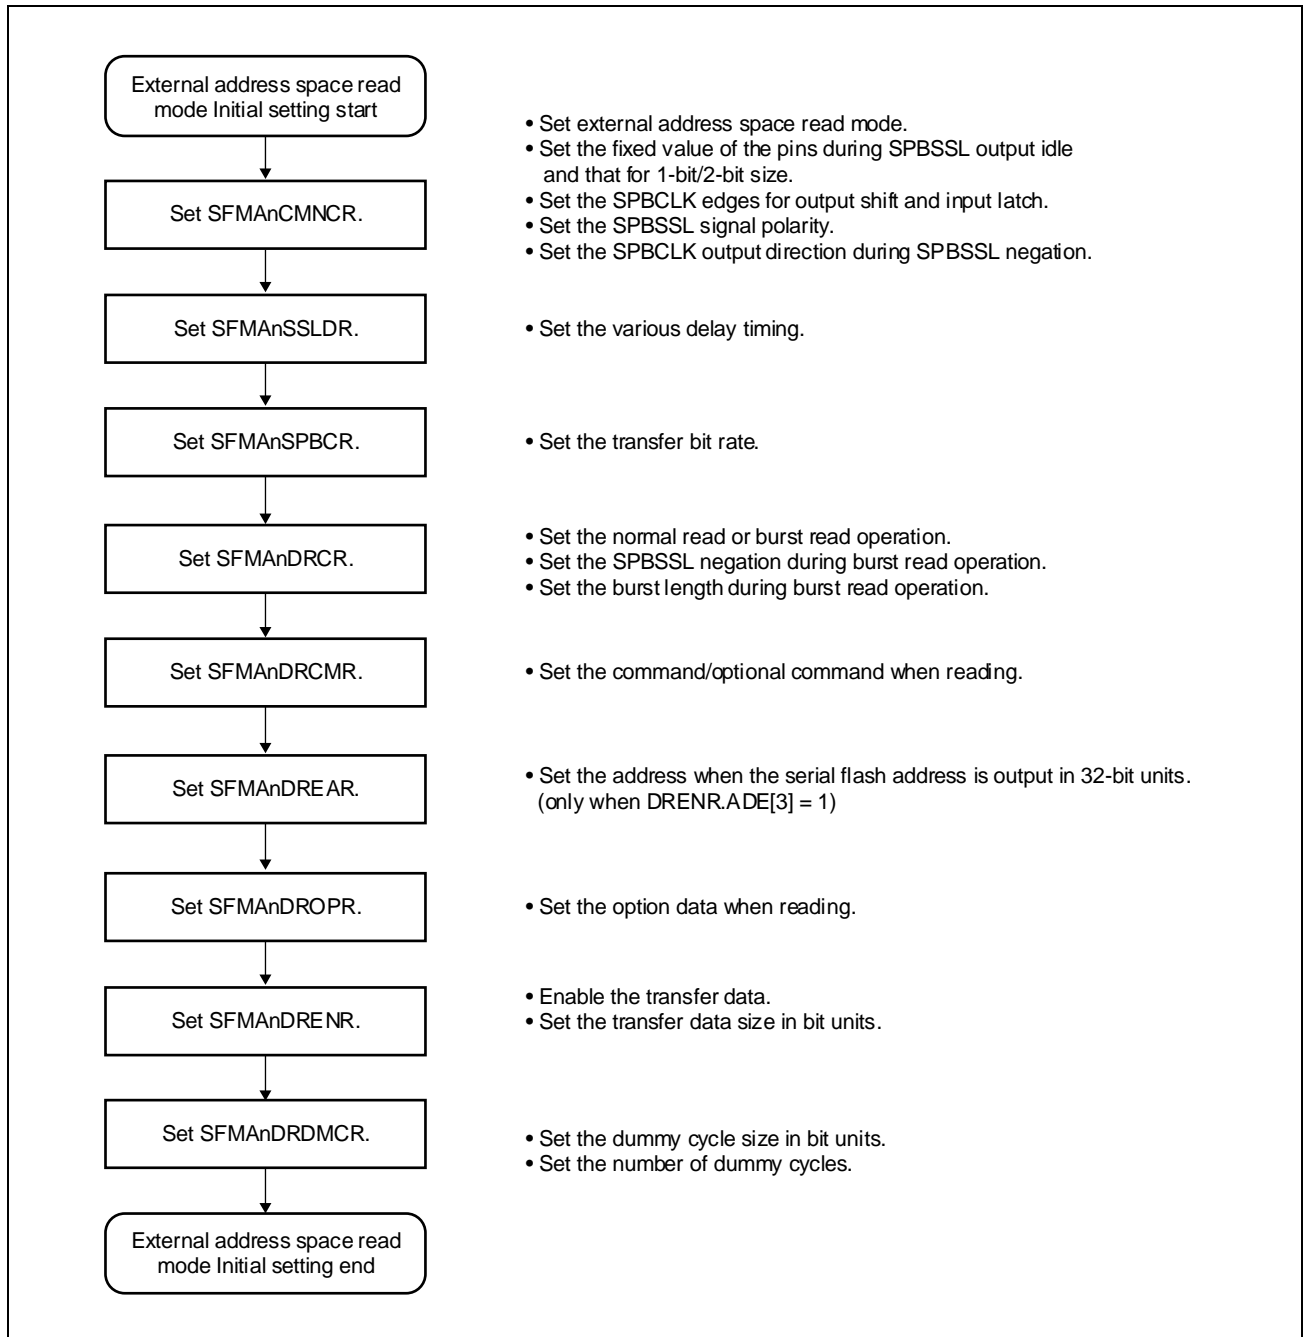 External address space read
mode Initial setting start
• Set external address space read mode.
• Set the fixed value of the pins during SPBSSL output idle
and that for 1-bit/2-bit size.
Set SFMAnCMNCR.
• Set the SPBCLK edges for output shift and input latch.
• Set the SPBSSL signal polarity.
• Set the SPBCLK output direction during SPBSSL negation.
Set SFMAnSSLDR.
• Set the various delay timing.
Set SFMAnSPBCR.
• Set the transfer bit rate.
Set SFMAnDRCR.
• Set the normal read or burst read operation.
• Set the SPBSSL negation during burst read operation.
• Set the burst length during burst read operation.
Set SFMAnDRCMR.
• Set the command/optional command when reading.
Set SFMAnDREAR.
• Set the address when the serial flash address is output in 32-bit units.
(only when DRENR.ADE[3] = 1)
Set SFMAnDROPR.
• Set the option data when reading.
Set SFMAnDRENR.
• Enable the transfer data.
• Set the transfer data size in bit units.
Set SFMAnDRDMCR.
• Set the dummy cycle size in bit units.
• Set the number of dummy cycles.
External address space read
mode Initial setting end